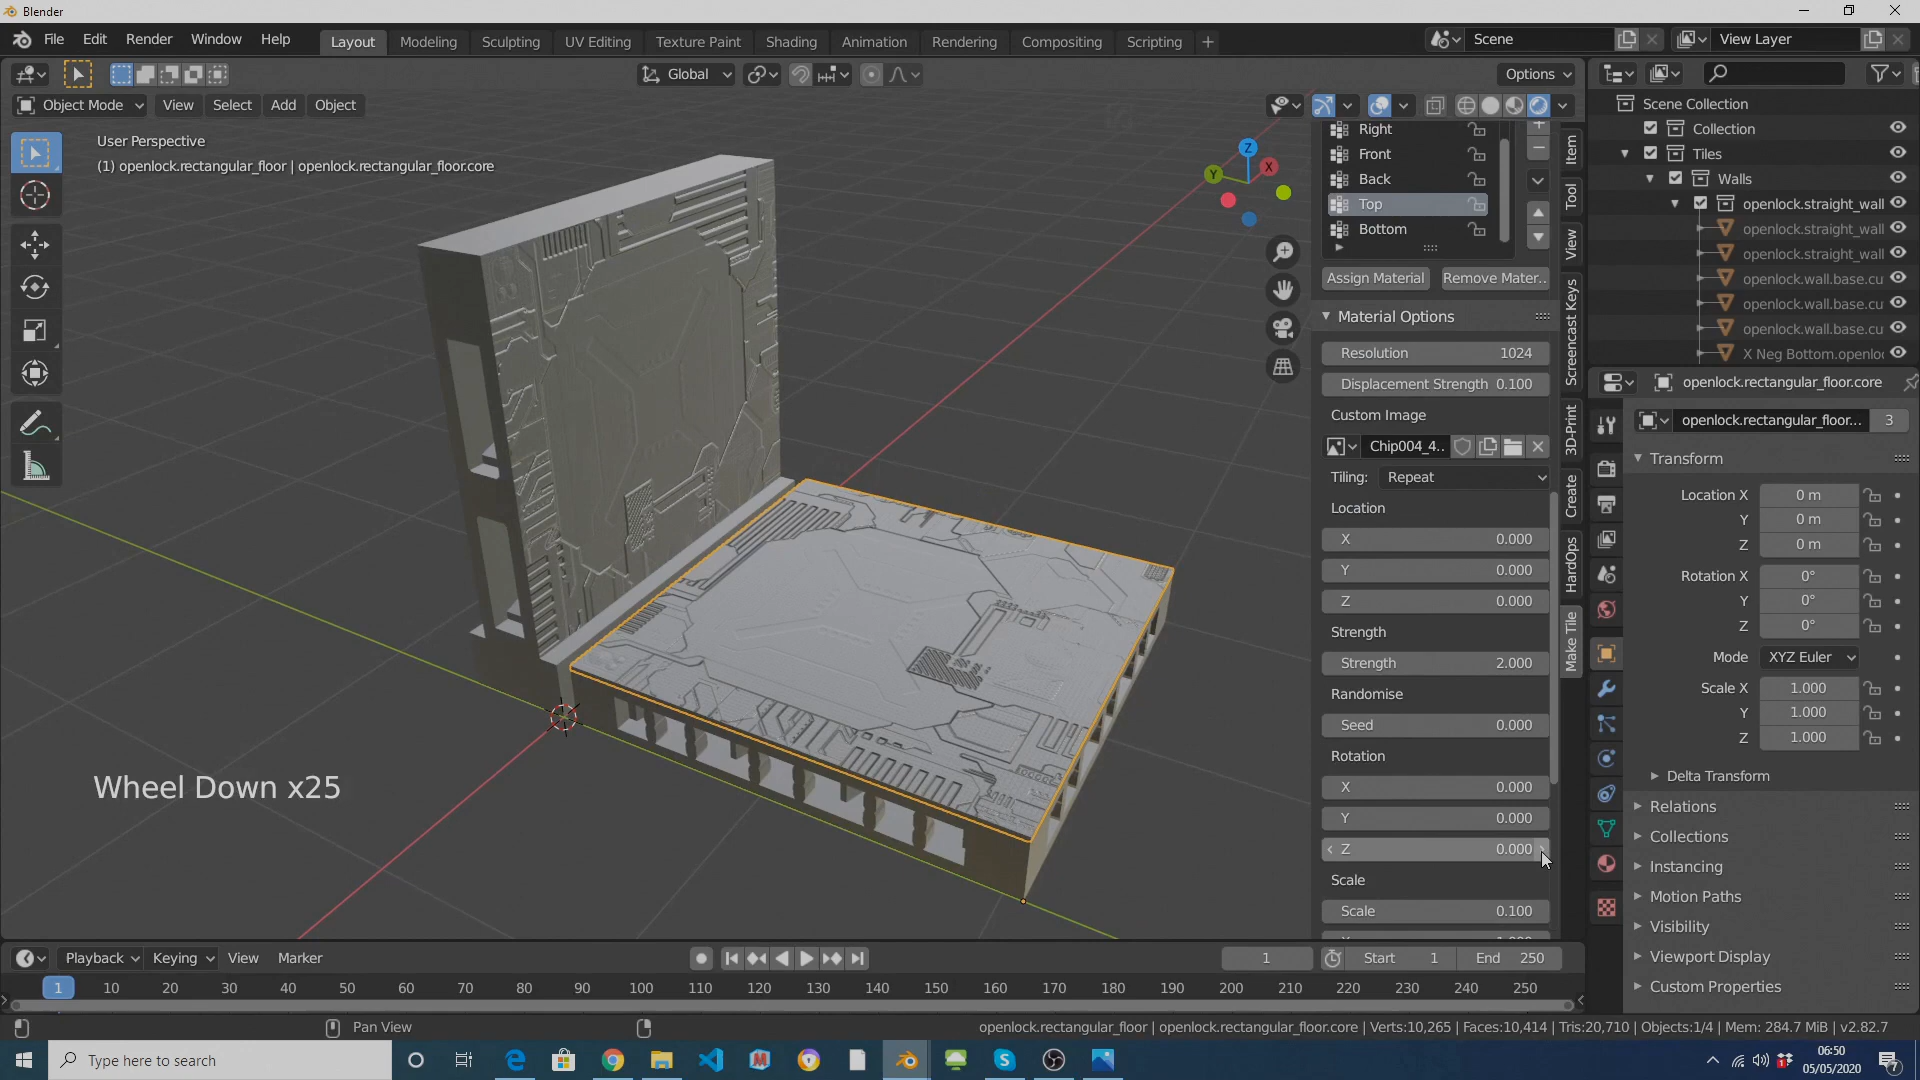 Blender
File Edit Render Window Help
Layout Modeling Sculpting UV Editing Texture Paint Shading Animation Rendering Compositing Scripting +
Scene View Layer
Global Options
Object Mode View Select Add Object
User Perspective
(1) openlock.rectangular_floor | openlock.rectangular_floor.core
Z
X
Y
Wheel Down x25
Right
Front
Back
Top
Bottom
Assign Material Remove Mater..
Material Options
Resolution 1024
Displacement Strength 0.100
Custom Image
Chip004_4..
Tiling: Repeat
Location
X 0.000
Y 0.000
Z 0.000
Strength
Strength 2.000
Randomise
Seed 0.000
Rotation
X 0.000
Y 0.000
Z 0.000
Scale
Scale 0.100
Item
Tool
View
Screencast Keys
3D-Print
Create
HardOps
Make Tile
Scene Collection
Collection
Tiles
Walls
openlock.straight_wall
openlock.straight_wall
openlock.straight_wall
openlock.wall.base.cu
openlock.wall.base.cu
openlock.wall.base.cu
X Neg Bottom.openloc
openlock.rectangular_floor.core
openlock.rectangular_floor... 3
Transform
Location X 0 m
Y 0 m
Z 0 m
Rotation X 0°
Y 0°
Z 0°
Mode XYZ Euler
Scale X 1.000
Y 1.000
Z 1.000
Delta Transform
Relations
Collections
Instancing
Motion Paths
Visibility
Viewport Display
Custom Properties
Playback Keying View Marker 1 Start 1 End 250
1 10 20 30 40 50 60 70 80 90 100 110 120 130 140 150 160 170 180 190 200 210 220 230 240 250
Pan View openlock.rectangular_floor | openlock.rectangular_floor.core | Verts:10,265 | Faces:10,414 | Tris:20,710 | Objects:1/4 | Mem: 284.7 MiB | v2.82.7
Type here to search
06:50
05/05/2020
7